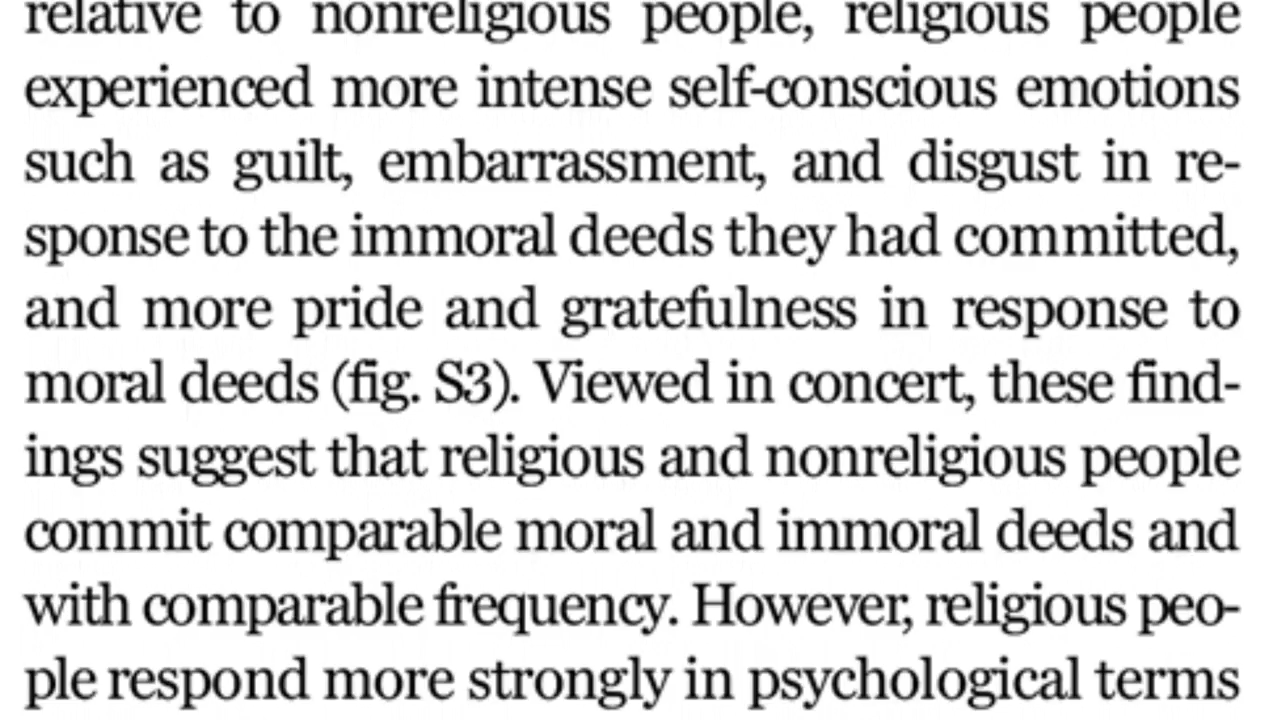 relative to nonreligious people, religious people
experienced more intense self-conscious emotions
such as guilt, embarrassment, and disgust in re-
sponse to the immoral deeds they had committed,
and more pride and gratefulness in response to
moral deeds (fig. S3). Viewed in concert, these find-
ings suggest that religious and nonreligious people
commit comparable moral and immoral deeds and
with comparable frequency. However, religious peo-
ple respond more strongly in psychological terms